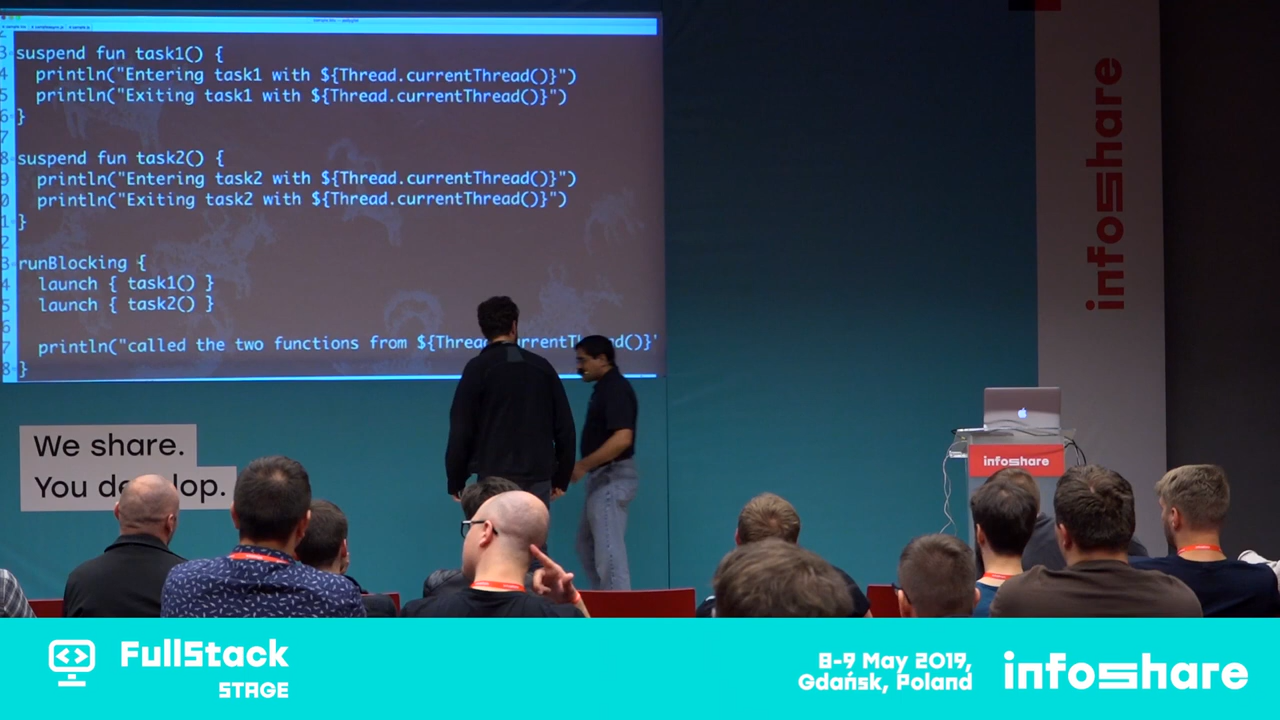 suspend fun task1() {
println("Entering task1 with ${Thread.currentThread()}")
println("Exiting task1 with ${Thread.currentThread()}")
}
suspend fun task2() {
println("Entering task2 with ${Thread.currentThread()}")
println("Exiting task2 with ${Thread.currentThread()}")
}
runBlocking {
launch { task1() }
launch { task2() }
println("called the two functions from
}
infoshare
We share.
You
infoshare
FullStack
STAGE
8-9 May 2019,
Gdańsk, Poland
infoshare